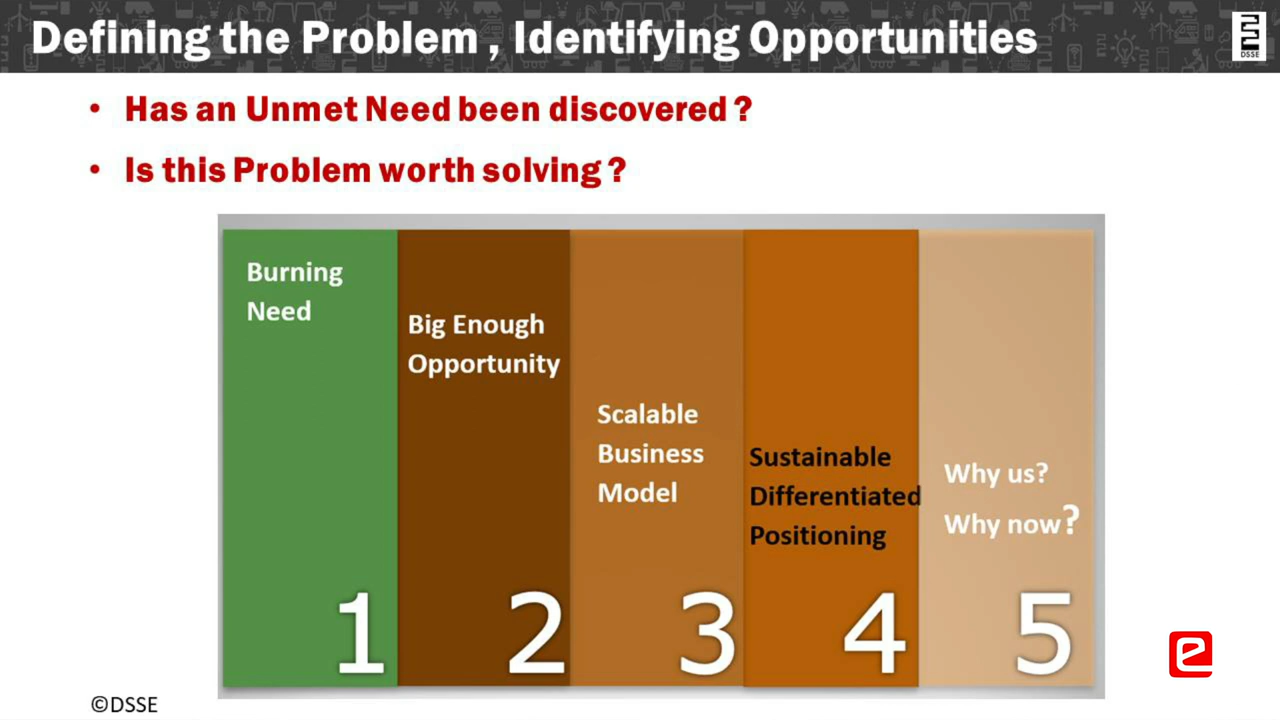 Defining the Problem , Identifying Opportunities
DSSE
• Has an Unmet Need been discovered ?
• Is this Problem worth solving ?
Burning
Need
1
Big Enough
Opportunity
2
Scalable
Business
Model
3
Sustainable
Differentiated
Positioning
4
Why us?
Why now?
5
e
©DSSE